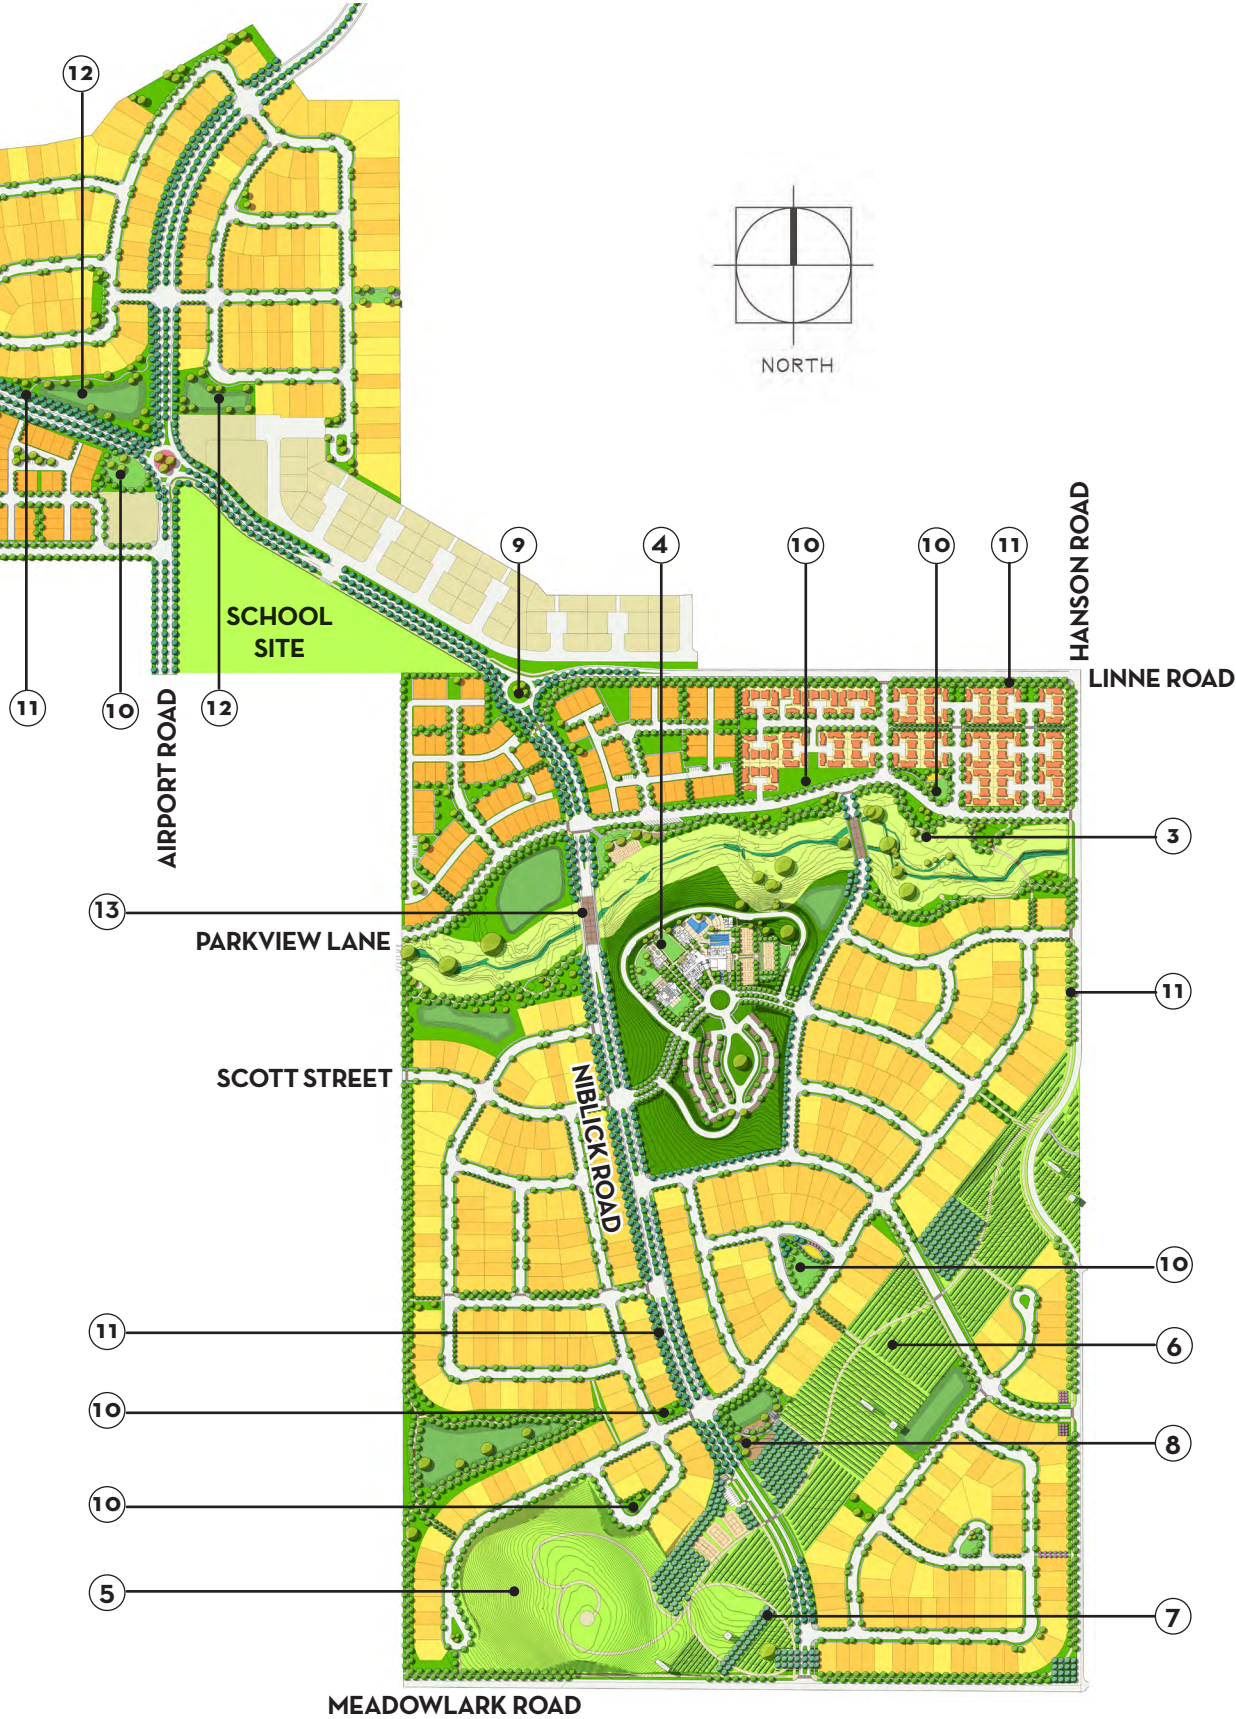 12
NORTH
9
4
10
10
11
HANSON ROAD
SCHOOL
SITE
LINNE ROAD
11
10
12
AIRPORT ROAD
3
13
PARKVIEW LANE
11
SCOTT STREET
NIBLICK ROAD
10
11
6
10
8
10
5
7
MEADOWLARK ROAD